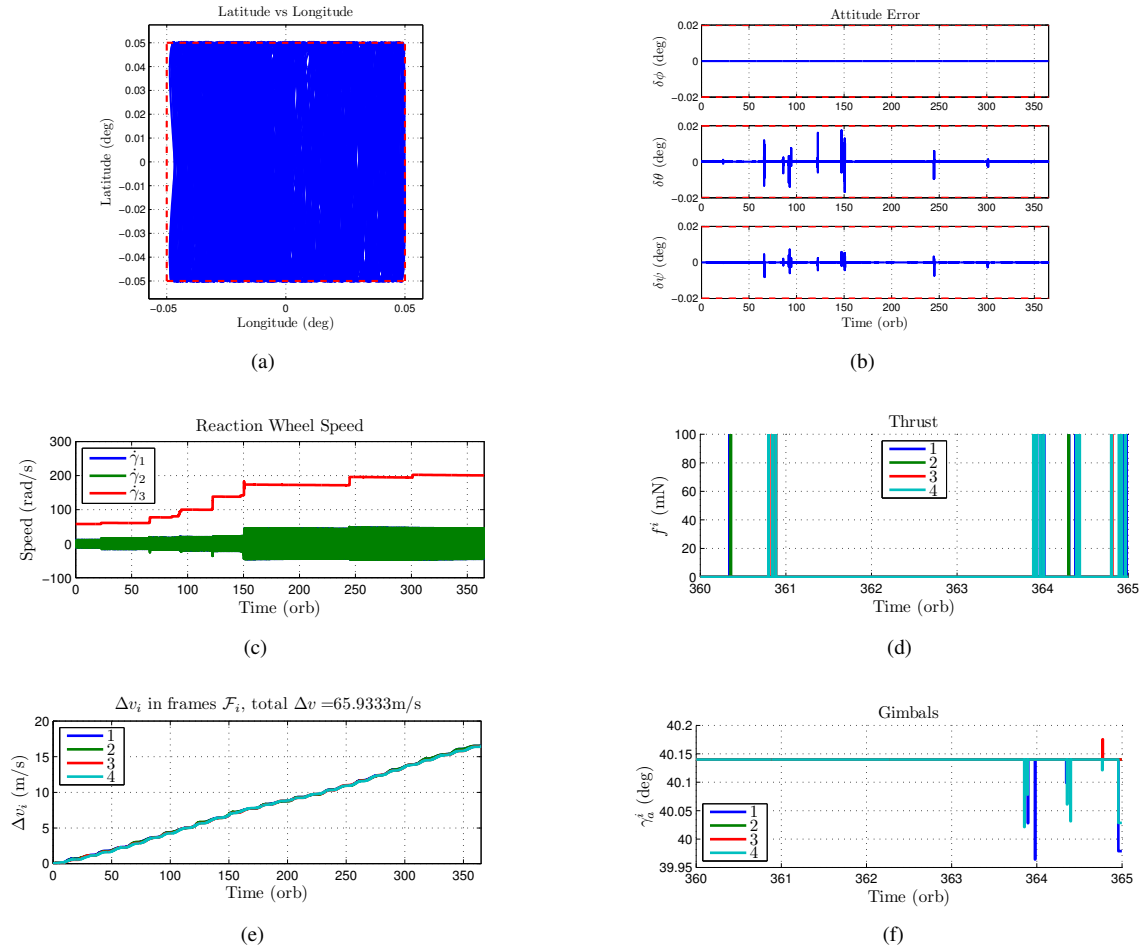 Latitude vs Longitude
Latitude (deg)
0.05
0.04
0.03
0.02
0.01
0
−0.01
−0.02
−0.03
−0.04
−0.05
−0.05 0 0.05
Longitude (deg)
(a)
Attitude Error
δϕ (deg)
0.02
0
−0.02
0 50 100 150 200 250 300 350
δθ (deg)
0.02
0
−0.02
0 50 100 150 200 250 300 350
δψ (deg)
0.02
0
−0.02
0 50 100 150 200 250 300 350
Time (orb)
(b)
Reaction Wheel Speed
Speed (rad/s)
300
200
100
0
−100
γ̇₁
γ̇₂
γ̇₃
0 50 100 150 200 250 300 350
Time (orb)
(c)
Thrust
fⁱ (mN)
100
80
60
40
20
0
1
2
3
4
360 361 362 363 364 365
Time (orb)
(d)
Δvᵢ in frames ℱᵢ, total Δv =65.9333m/s
Δvᵢ (m/s)
20
15
10
5
0
1
2
3
4
0 50 100 150 200 250 300 350
Time (orb)
(e)
Gimbals
γₐⁱ (deg)
40.2
40.15
40.1
40.05
40
39.95
1
2
3
4
360 361 362 363 364 365
Time (orb)
(f)